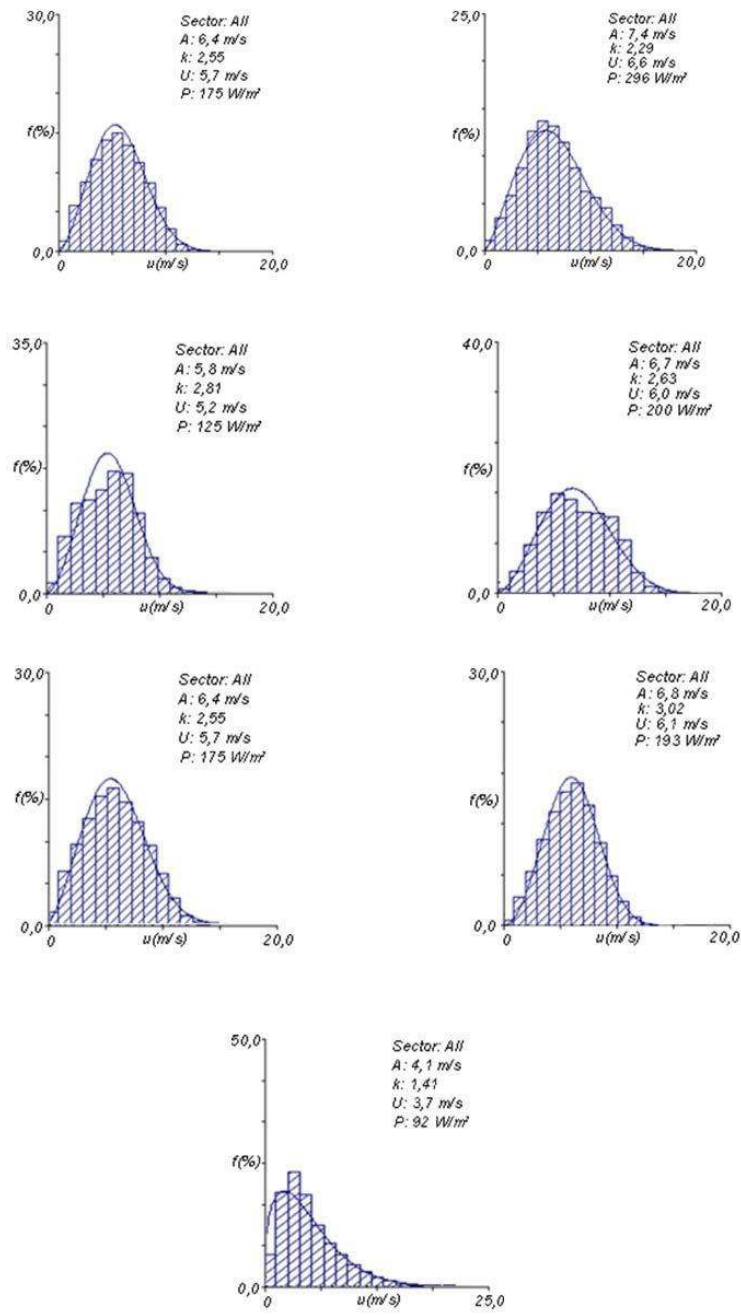 30,0
Sector: All
A: 6,4 m/s
k: 2,55
U: 5,7 m/s
P: 175 W/m²
f(%)
0,0
0
u(m/s)
20,0
25,0
Sector: All
A: 7,4 m/s
k: 2,29
U: 6,6 m/s
P: 296 W/m²
f(%)
0,0
0
u(m/s)
20,0
35,0
Sector: All
A: 5,8 m/s
k: 2,81
U: 5,2 m/s
P: 125 W/m²
f(%)
0,0
0
u(m/s)
20,0
40,0
Sector: All
A: 6,7 m/s
k: 2,63
U: 6,0 m/s
P: 200 W/m²
f(%)
0,0
0
u(m/s)
20,0
30,0
Sector: All
A: 6,4 m/s
k: 2,55
U: 5,7 m/s
P: 175 W/m²
f(%)
0,0
0
u(m/s)
20,0
30,0
Sector: All
A: 6,8 m/s
k: 3,02
U: 6,1 m/s
P: 193 W/m²
f(%)
0,0
0
u(m/s)
20,0
50,0
Sector: All
A: 4,1 m/s
k: 1,41
U: 3,7 m/s
P: 92 W/m²
f(%)
0,0
0
u(m/s)
25,0